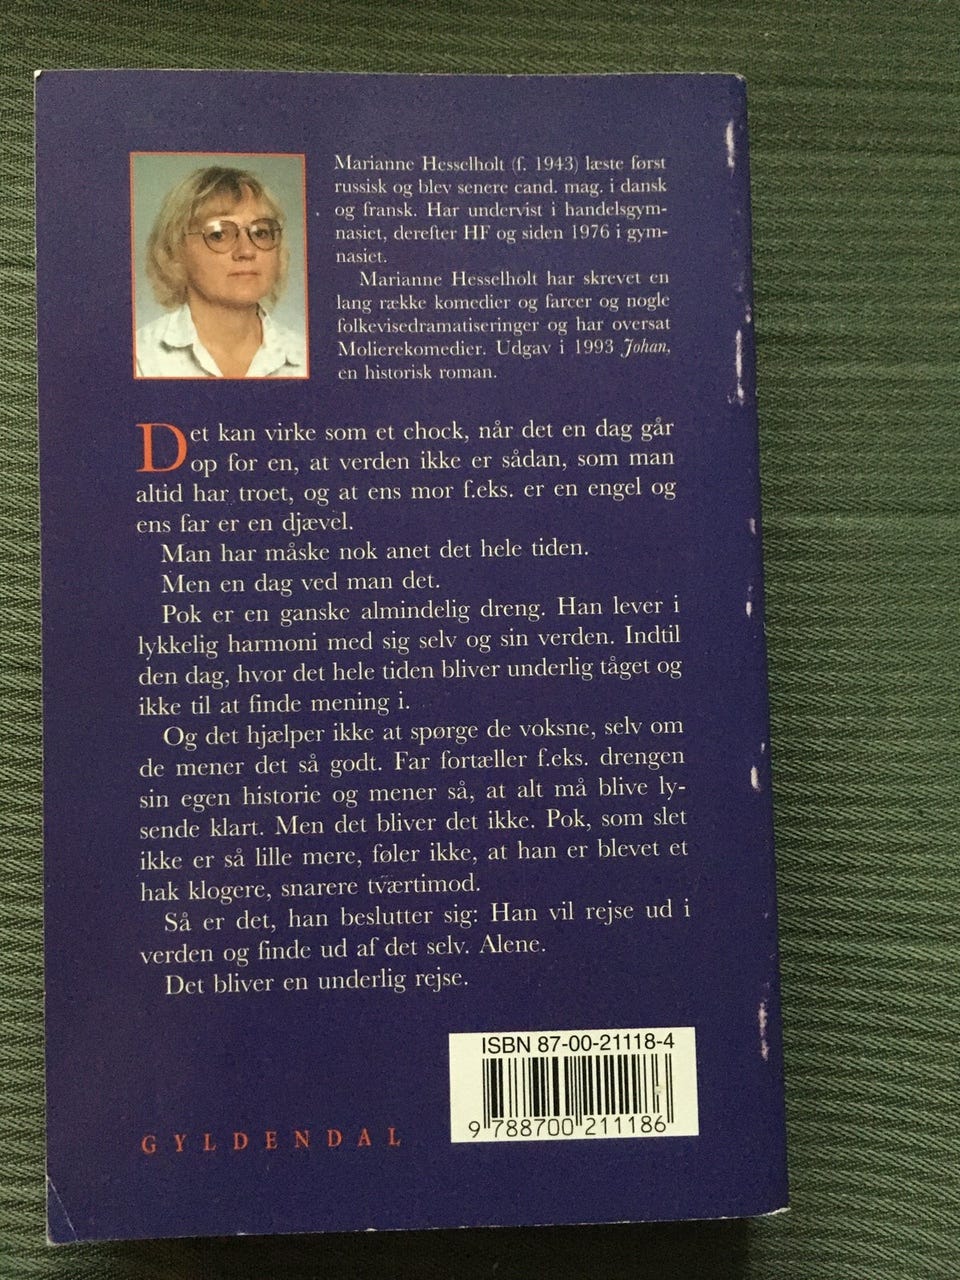 Marianne Hesselholt (f. 1943) læste først
russisk og blev senere cand. mag. i dansk
og fransk. Har undervist i handelsgym-
nasiet, derefter HF og siden 1976 i gym-
nasiet.
Marianne Hesselholt har skrevet en
lang række komedier og farcer og nogle
folkevisedramatiseringer og har oversat
Molierekomedier. Udgav i 1993 Johan,
en historisk roman.
Det kan virke som et chock, når det en dag går
op for en, at verden ikke er sådan, som man
altid har troet, og at ens mor f.eks. er en engel og
ens far er en djævel.
Man har måske nok anet det hele tiden.
Men en dag ved man det.
Pok er en ganske almindelig dreng. Han lever i
lykkelig harmoni med sig selv og sin verden. Indtil
den dag, hvor det hele tiden bliver underlig tåget og
ikke til at finde mening i.
Og det hjælper ikke at spørge de voksne, selv om
de mener det så godt. Far fortæller f.eks. drengen
sin egen historie og mener så, at alt må blive ly-
sende klart. Men det bliver det ikke. Pok, som slet
ikke er så lille mere, føler ikke, at han er blevet et
hak klogere, snarere tværtimod.
Så er det, han beslutter sig: Han vil rejse ud i
verden og finde ud af det selv. Alene.
Det bliver en underlig rejse.
ISBN 87-00-21118-4
9 788700 211186
GYLDENDAL